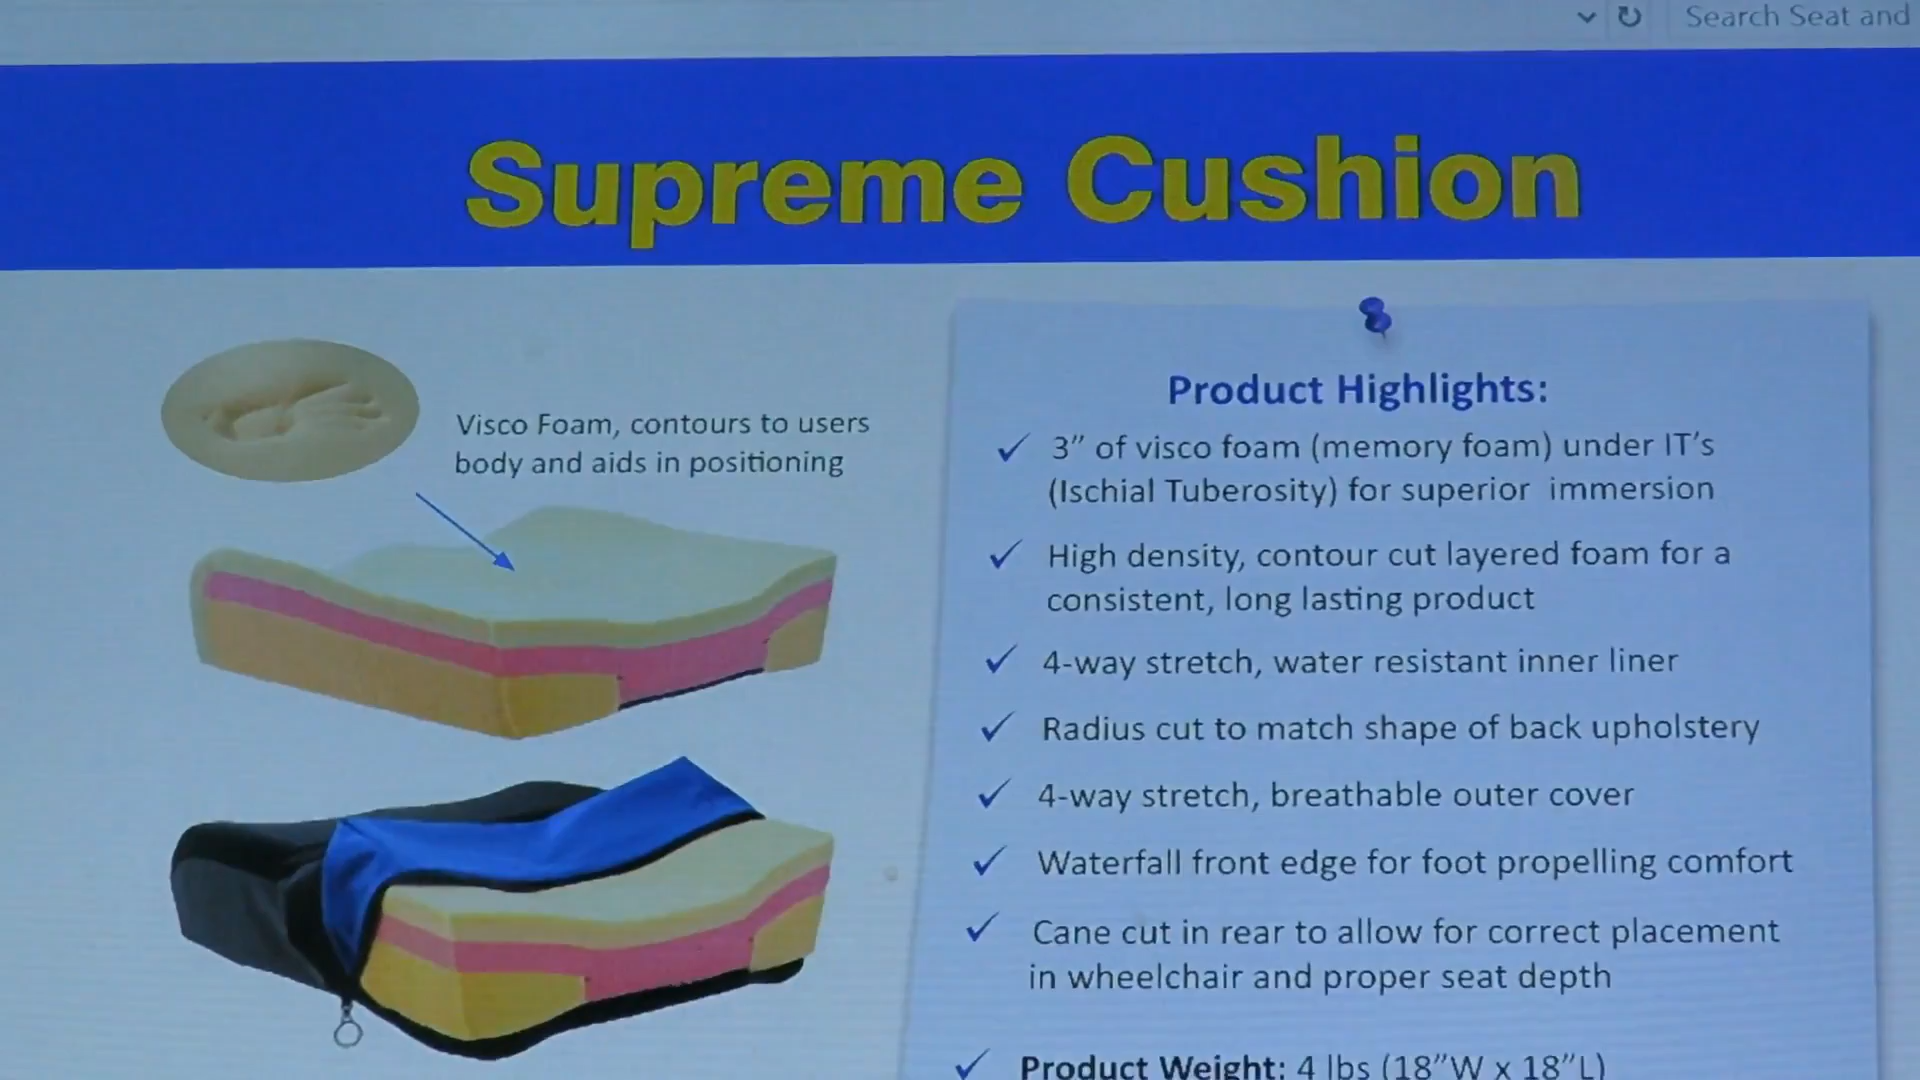 Search Seat and
Supreme Cushion
Visco Foam, contours to users
body and aids in positioning
Product Highlights:
✓ 3” of visco foam (memory foam) under IT’s
(Ischial Tuberosity) for superior immersion
✓ High density, contour cut layered foam for a
consistent, long lasting product
✓ 4-way stretch, water resistant inner liner
✓ Radius cut to match shape of back upholstery
✓ 4-way stretch, breathable outer cover
✓ Waterfall front edge for foot propelling comfort
✓ Cane cut in rear to allow for correct placement
in wheelchair and proper seat depth
✓ Product Weight: 4 lbs (18”W x 18”L)